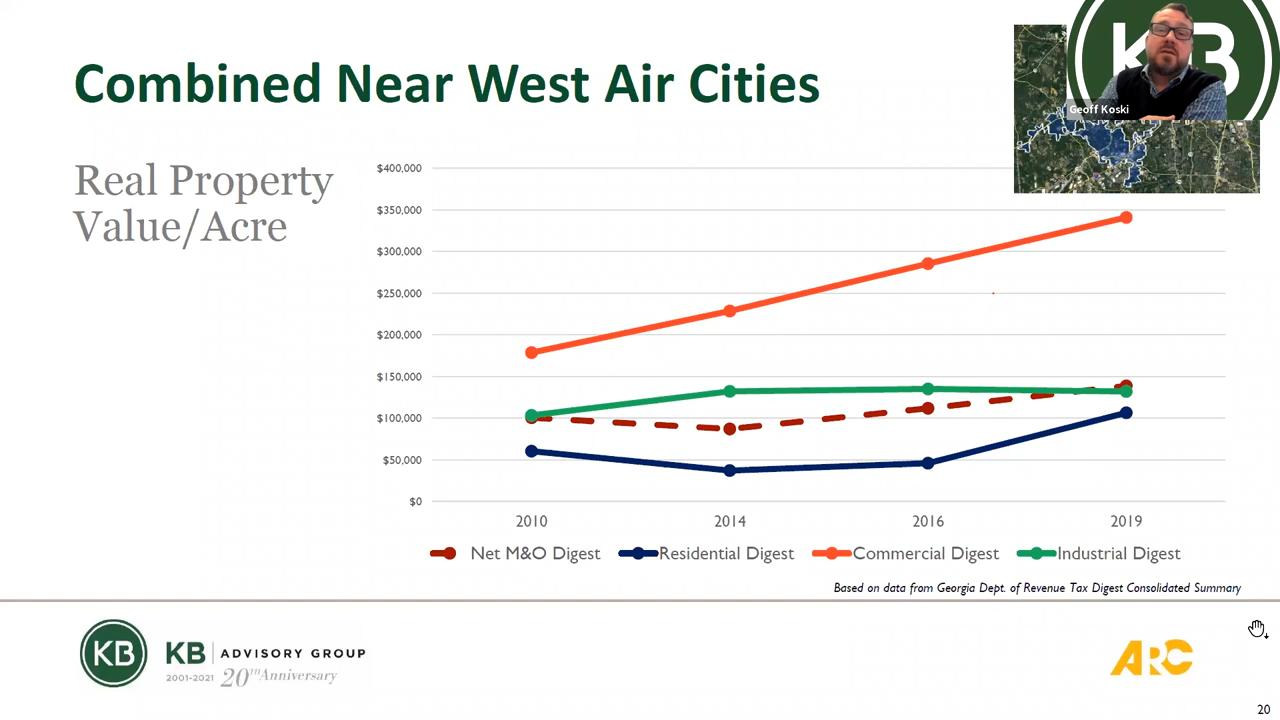 Combined Near West Air Cities
KB
Geoff Koski
Real Property
Value/Acre
$400,000
$350,000
$300,000
$250,000
$200,000
$150,000
$100,000
$50,000
$0
2010 2014 2016 2019
Net M&O Digest Residential Digest Commercial Digest Industrial Digest
Based on data from Georgia Dept. of Revenue Tax Digest Consolidated Summary
KB
KB ADVISORY GROUP
2001-2021 20th Anniversary
ARC
20